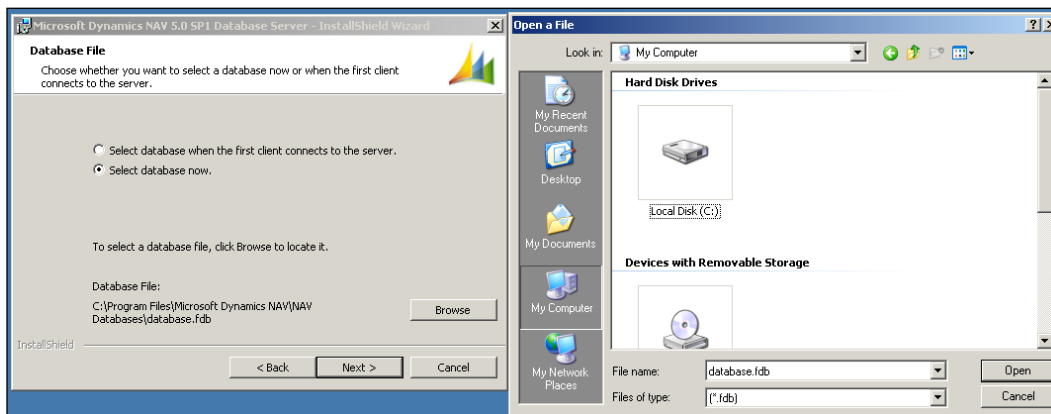 Microsoft Dynamics NAV 5.0 SP1 Database Server - InstallShield Wizard
Database File
Choose whether you want to select a database now or when the first client
connects to the server.
Select database when the first client connects to the server.
Select database now.
To select a database file, click Browse to locate it.
Database File:
C:\Program Files\Microsoft Dynamics NAV\NAV
Databases\database.fdb
Browse
InstallShield
< Back
Next >
Cancel
Open a File
Look in:
My Computer
My Recent
Documents
Desktop
My Documents
My Computer
My Network
Places
Hard Disk Drives
Local Disk (C:)
Devices with Removable Storage
File name:
database.fdb
Open
Files of type:
(*.fdb)
Cancel